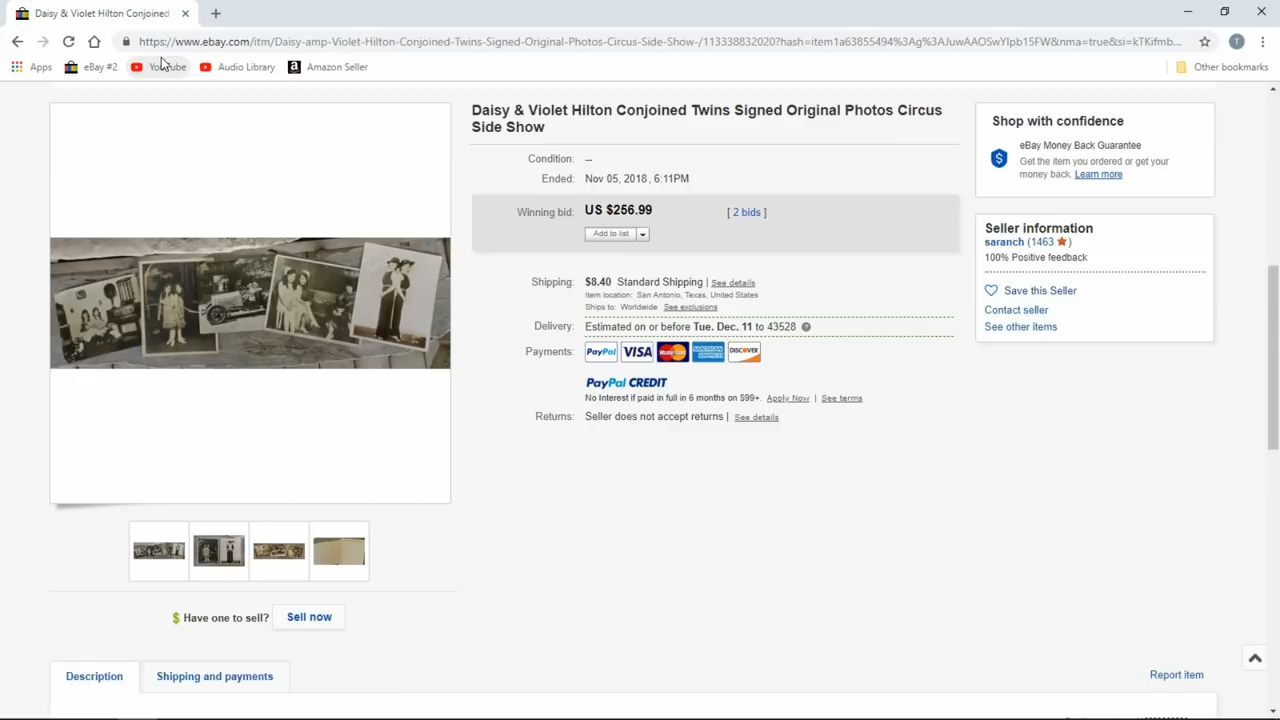 Daisy & Violet Hilton Conjoined
https://www.ebay.com/itm/Daisy-amp-Violet-Hilton-Conjoined-Twins-Signed-Original-Photos-Circus-Side-Show-/113338832020?hash=item1a63855494%3Ag%3AJuwAAOSwYlpb15FW&nma=true&si=kTKifmb...
T
Apps
eBay #2
YouTube
Audio Library
a
Amazon Seller
Other bookmarks
Daisy & Violet Hilton Conjoined Twins Signed Original Photos Circus
Side Show
Condition: --
Ended: Nov 05, 2018 , 6:11PM
Winning bid: US $256.99 [ 2 bids ]
Add to list
Shipping: $8.40 Standard Shipping | See details
Item location: San Antonio, Texas, United States
Ships to: Worldwide See exclusions
Delivery: Estimated on or before Tue. Dec. 11 to 43528 ?
Payments: PayPal VISA MasterCard AMERICAN EXPRESS DISCOVER
PayPal CREDIT
No Interest if paid in full in 6 months on $99+. Apply Now | See terms
Returns: Seller does not accept returns | See details
Shop with confidence
$
eBay Money Back Guarantee
Get the item you ordered or get your
money back. Learn more
Seller information
saranch (1463 )
100% Positive feedback
Save this Seller
Contact seller
See other items
$ Have one to sell? Sell now
Description
Shipping and payments
Report item